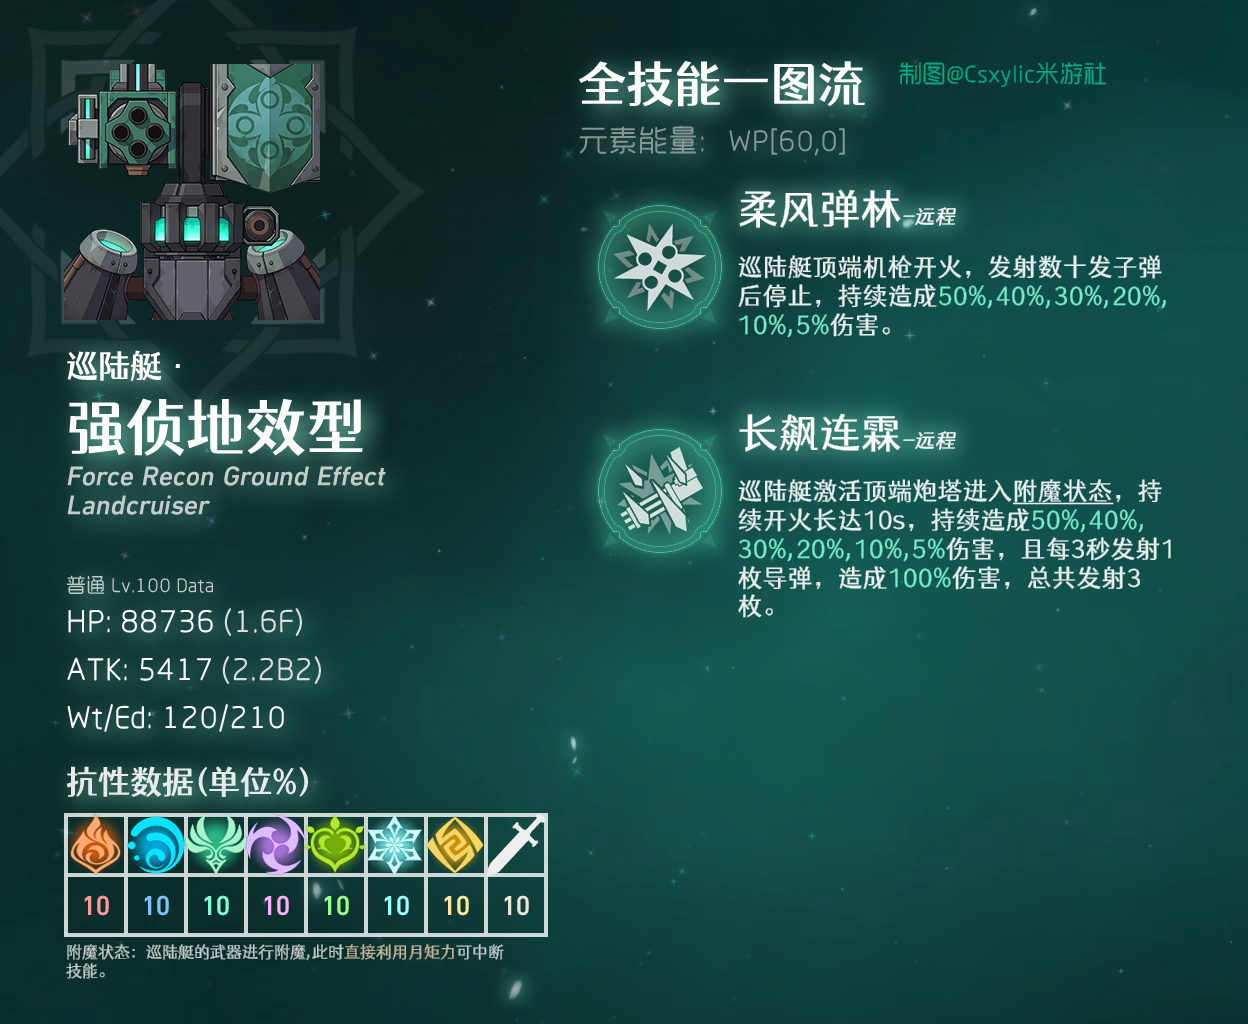 全技能一图流
制图@Csxylic米游社
元素能量： WP[60,0]
柔风弹林-远程
巡陆艇顶端机枪开火，发射数十发子弹
后停止，持续造成50%,40%,30%,20%,
10%,5%伤害。
长飙连霖-远程
巡陆艇激活顶端炮塔进入附魔状态，持
续开火长达10s，持续造成50%,40%,
30%,20%,10%,5%伤害，且每3秒发射1
枚导弹，造成100%伤害，总共发射3
枚。
巡陆艇·
强侦地效型
Force Recon Ground Effect
Landcruiser
普通 Lv.100 Data
HP: 88736 (1.6F)
ATK: 5417 (2.2B2)
Wt/Ed: 120/210
抗性数据(单位%)
10 10 10 10 10 10 10 10
附魔状态：巡陆艇的武器进行附魔,此时直接利用月矩力可中断
技能。